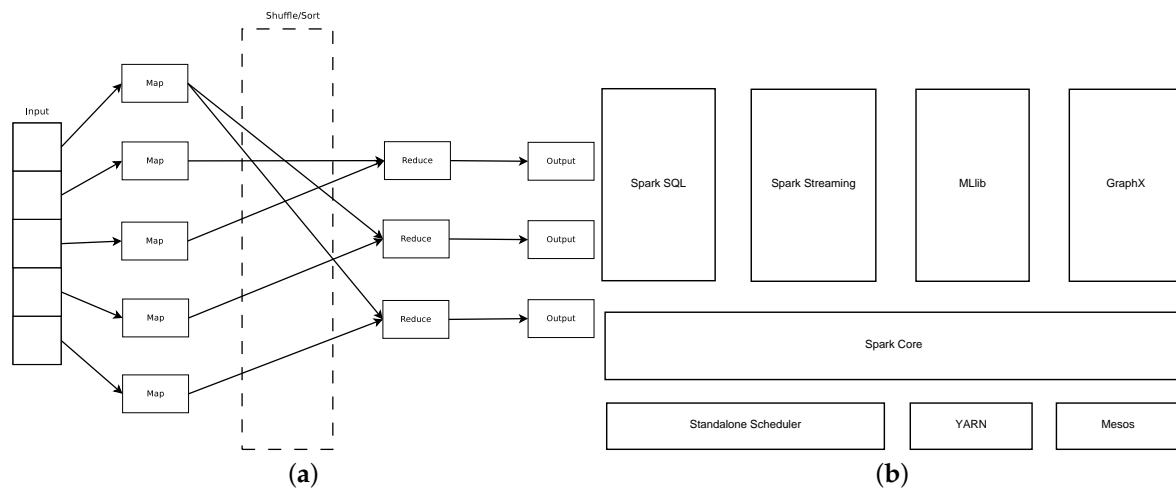 Shuffle/Sort
Input
Map
Map
Map
Map
Map
Reduce
Reduce
Reduce
Output
Output
Output
(a)
Spark SQL
Spark Streaming
MLlib
GraphX
Spark Core
Standalone Scheduler
YARN
Mesos
(b)